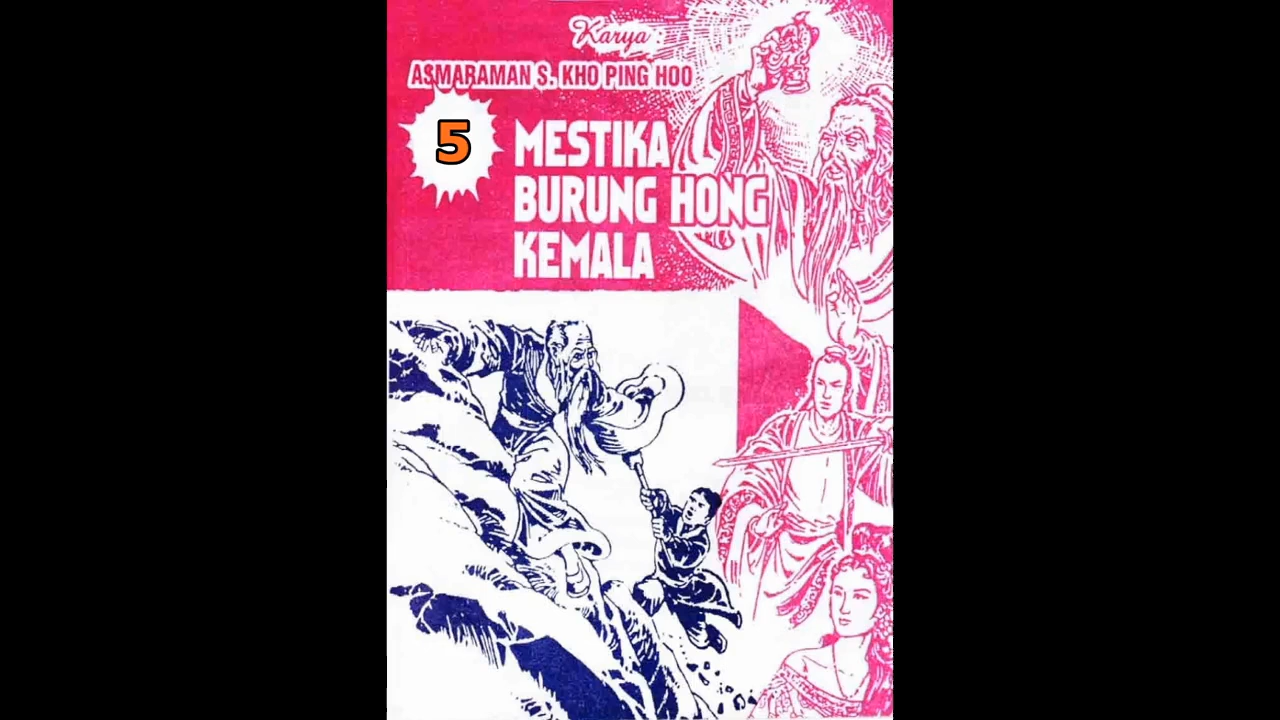 Karya :
ASMARAMAN S. KHO PING HOO
5
MESTIKA
BURUNG HONG
KEMALA